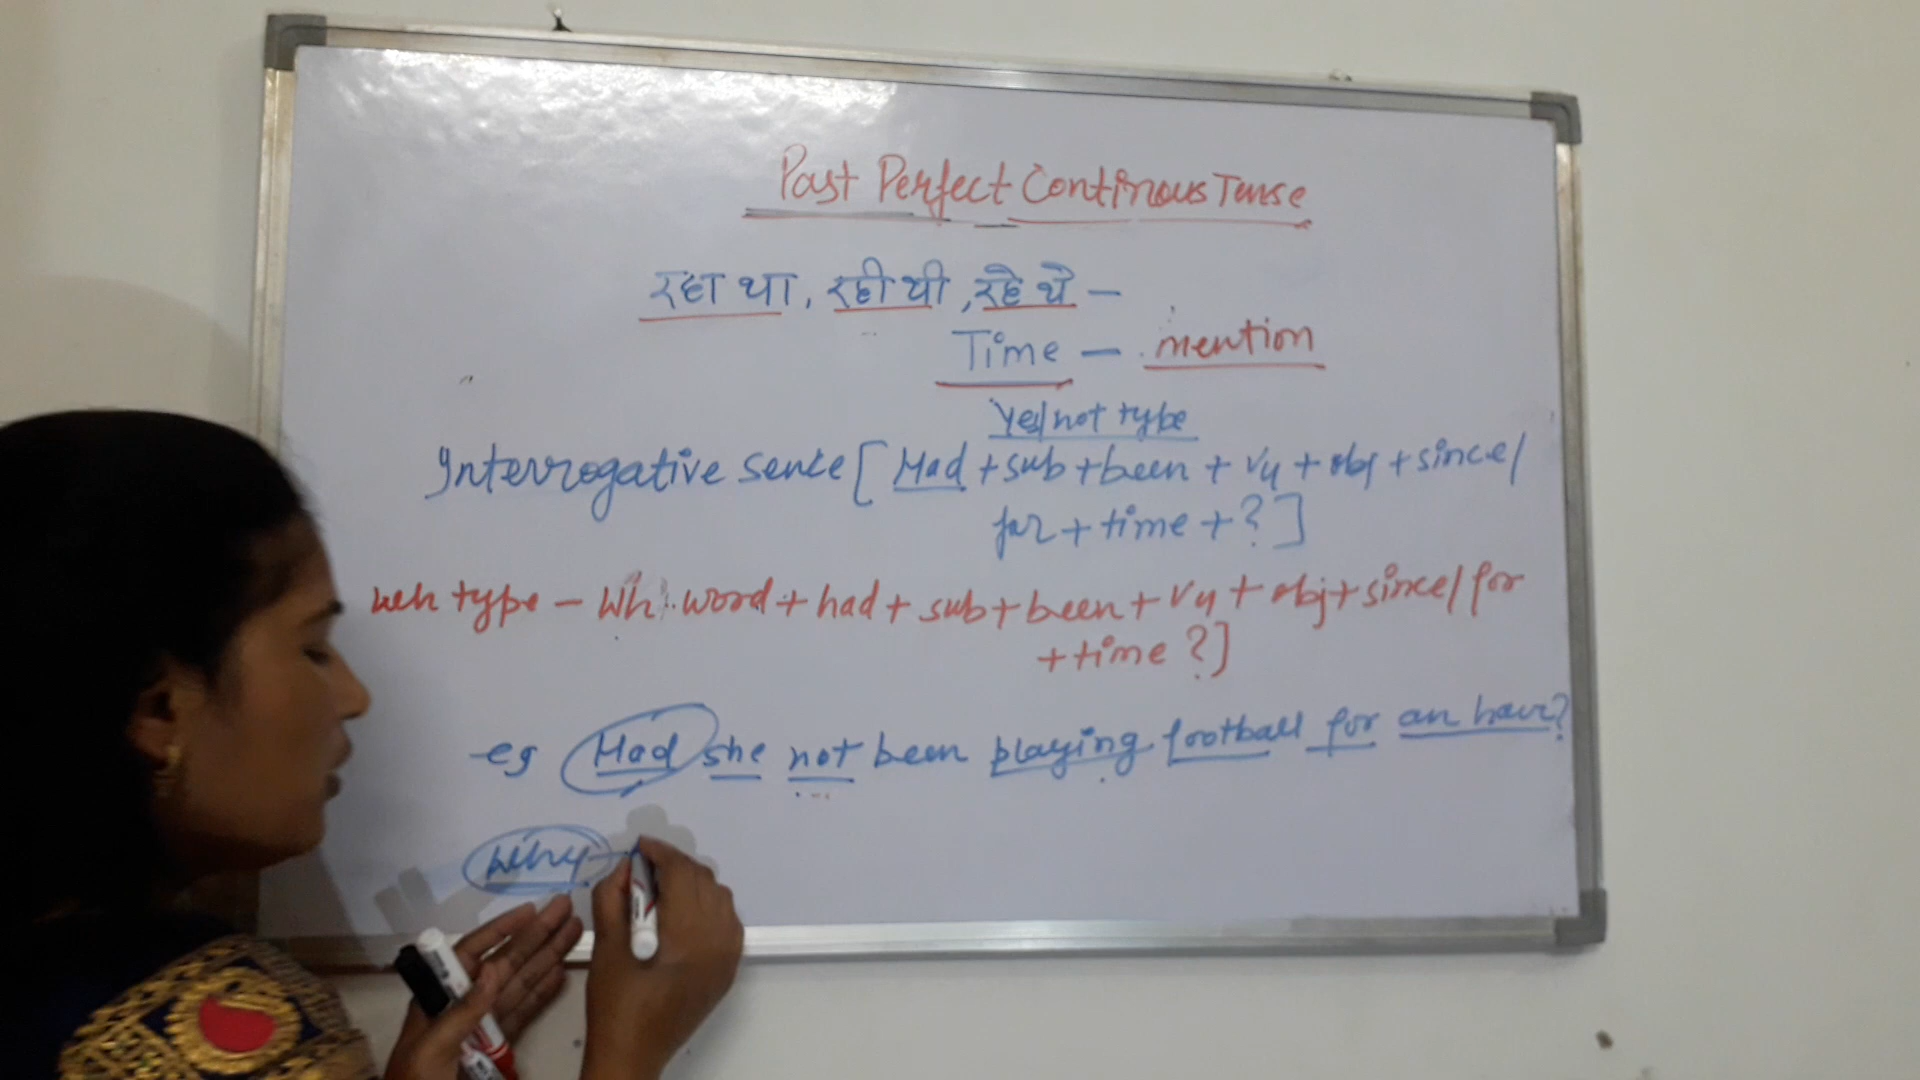 Past Perfect Continous Tense
रहा था, रही थी, रहे थे –
Time – mention
Yes/not type
Interrogative sence [Had + sub + been + V4 + obj + since/
for + time + ?]
wh type – Wh. word + had + sub + been + V4 + obj + since/for
+ time ?]
eg Had she not been playing football for an hour?
Why